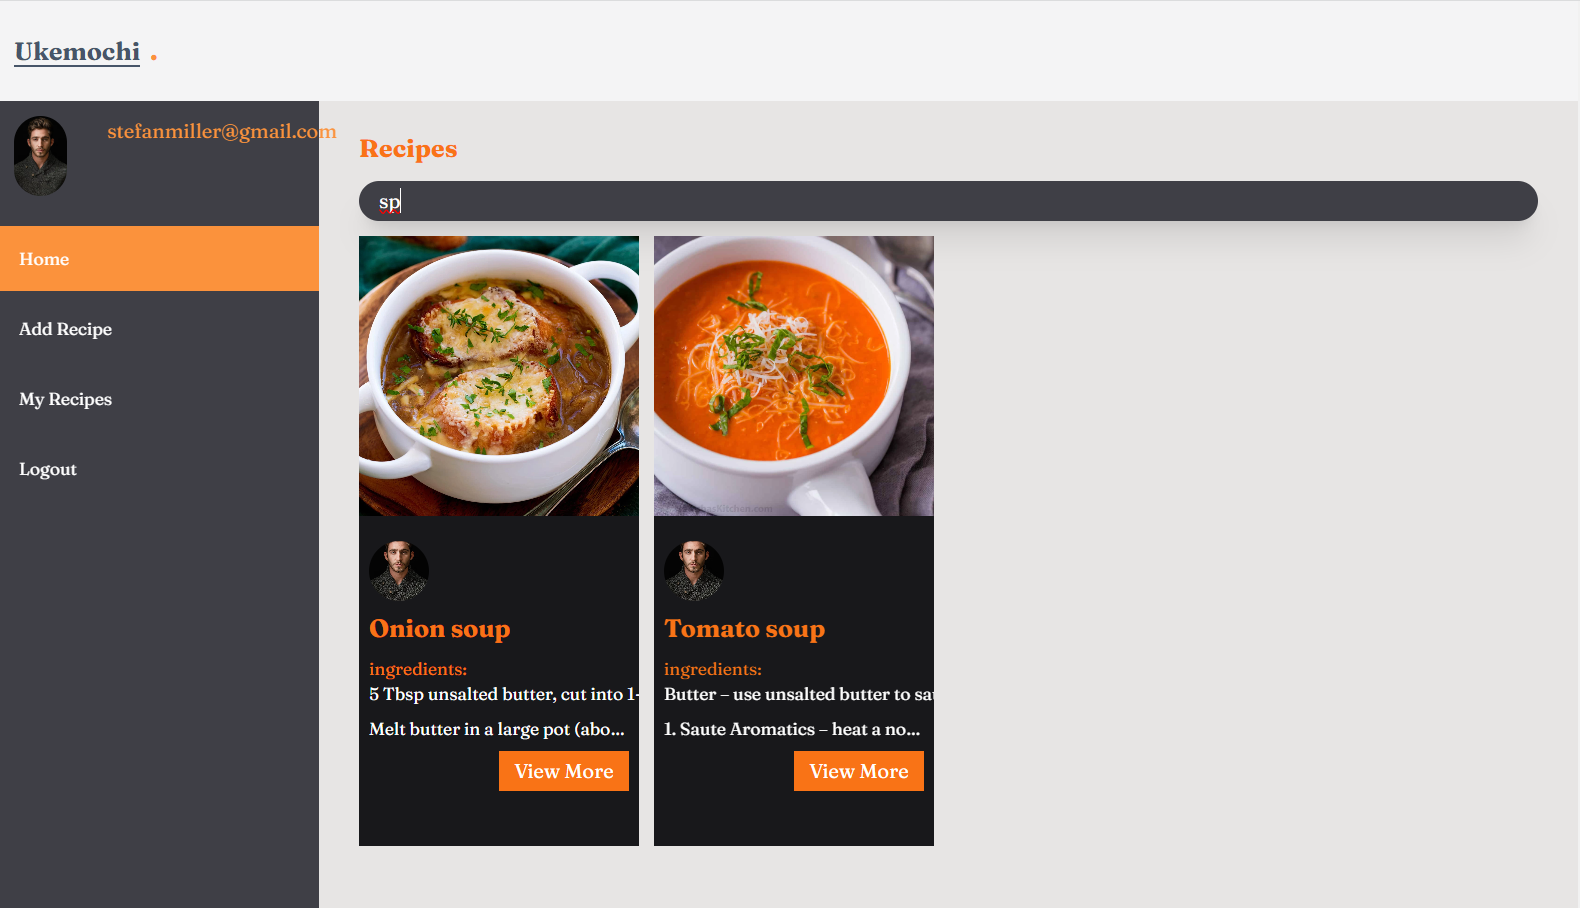 Ukemochi .
stefanmiller@gmail.com
Home
Add Recipe
My Recipes
Logout
Recipes
sp
Onion soup
ingredients:
5 Tbsp unsalted butter, cut into 1-
Melt butter in a large pot (abo...
View More
Tomato soup
ingredients:
Butter – use unsalted butter to sau
1. Saute Aromatics – heat a no...
View More